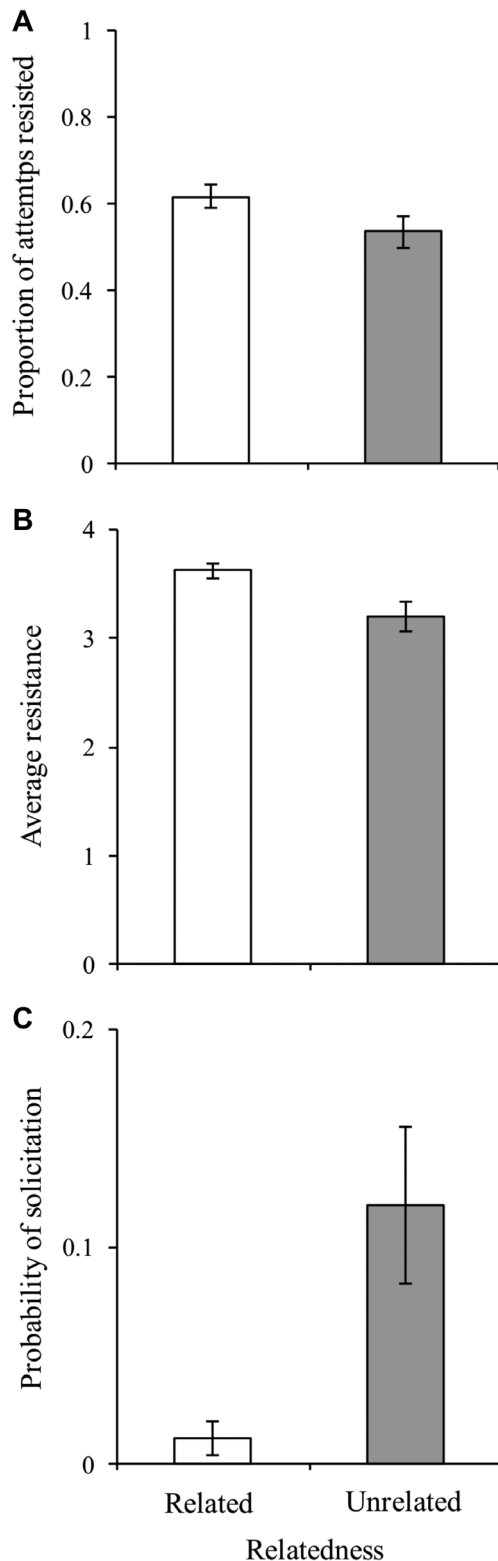 A
Proportion of attemtps resisted
1
0.8
0.6
0.4
0.2
0
B
Average resistance
4
3
2
1
0
C
Probability of solicitation
0.2
0.1
0
Related
Unrelated
Relatedness